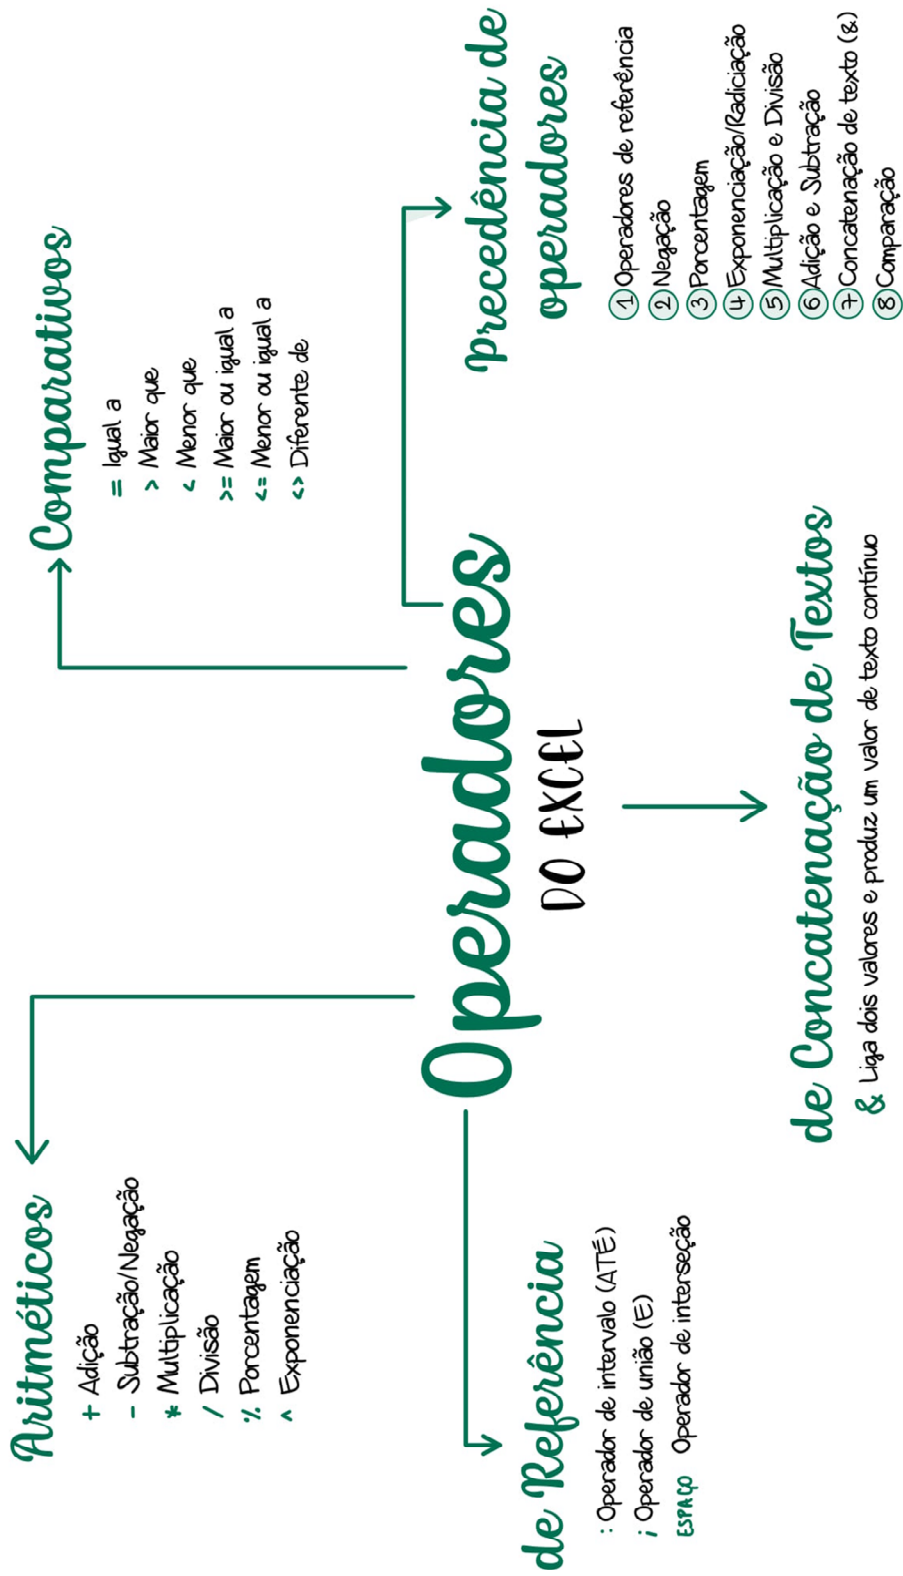 Aritméticos
+ Adição
- Subtração/Negação
* Multiplicação
/ Divisão
% Porcentagem
^ Exponenciação
Comparativos
= Igual a
> Maior que
< Menor que
>= Maior ou igual a
<= Menor ou igual a
<> Diferente de
Operadores
DO EXCEL
de Referência
: Operador de intervalo (ATÉ)
; Operador de união (E)
ESPAÇO Operador de interseção
Precedência de
operadores
1 Operadores de referência
2 Negação
3 Porcentagem
4 Exponenciação/Radiciação
5 Multiplicação e Divisão
6 Adição e Subtração
7 Concatenação de texto (&)
8 Comparação
de Concatenação de Textos
& Liga dois valores e produz um valor de texto contínuo